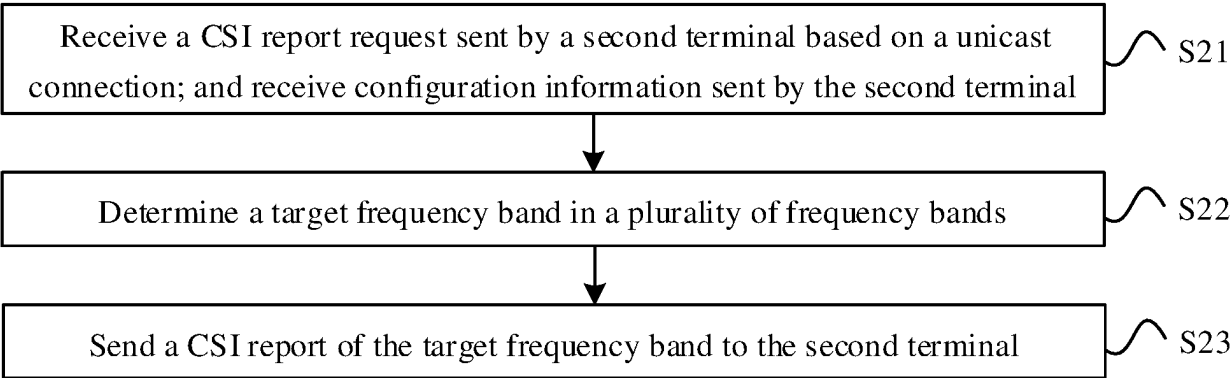 Receive a CSI report request sent by a second terminal based on a unicast
connection; and receive configuration information sent by the second terminal
S21
Determine a target frequency band in a plurality of frequency bands
S22
Send a CSI report of the target frequency band to the second terminal
S23